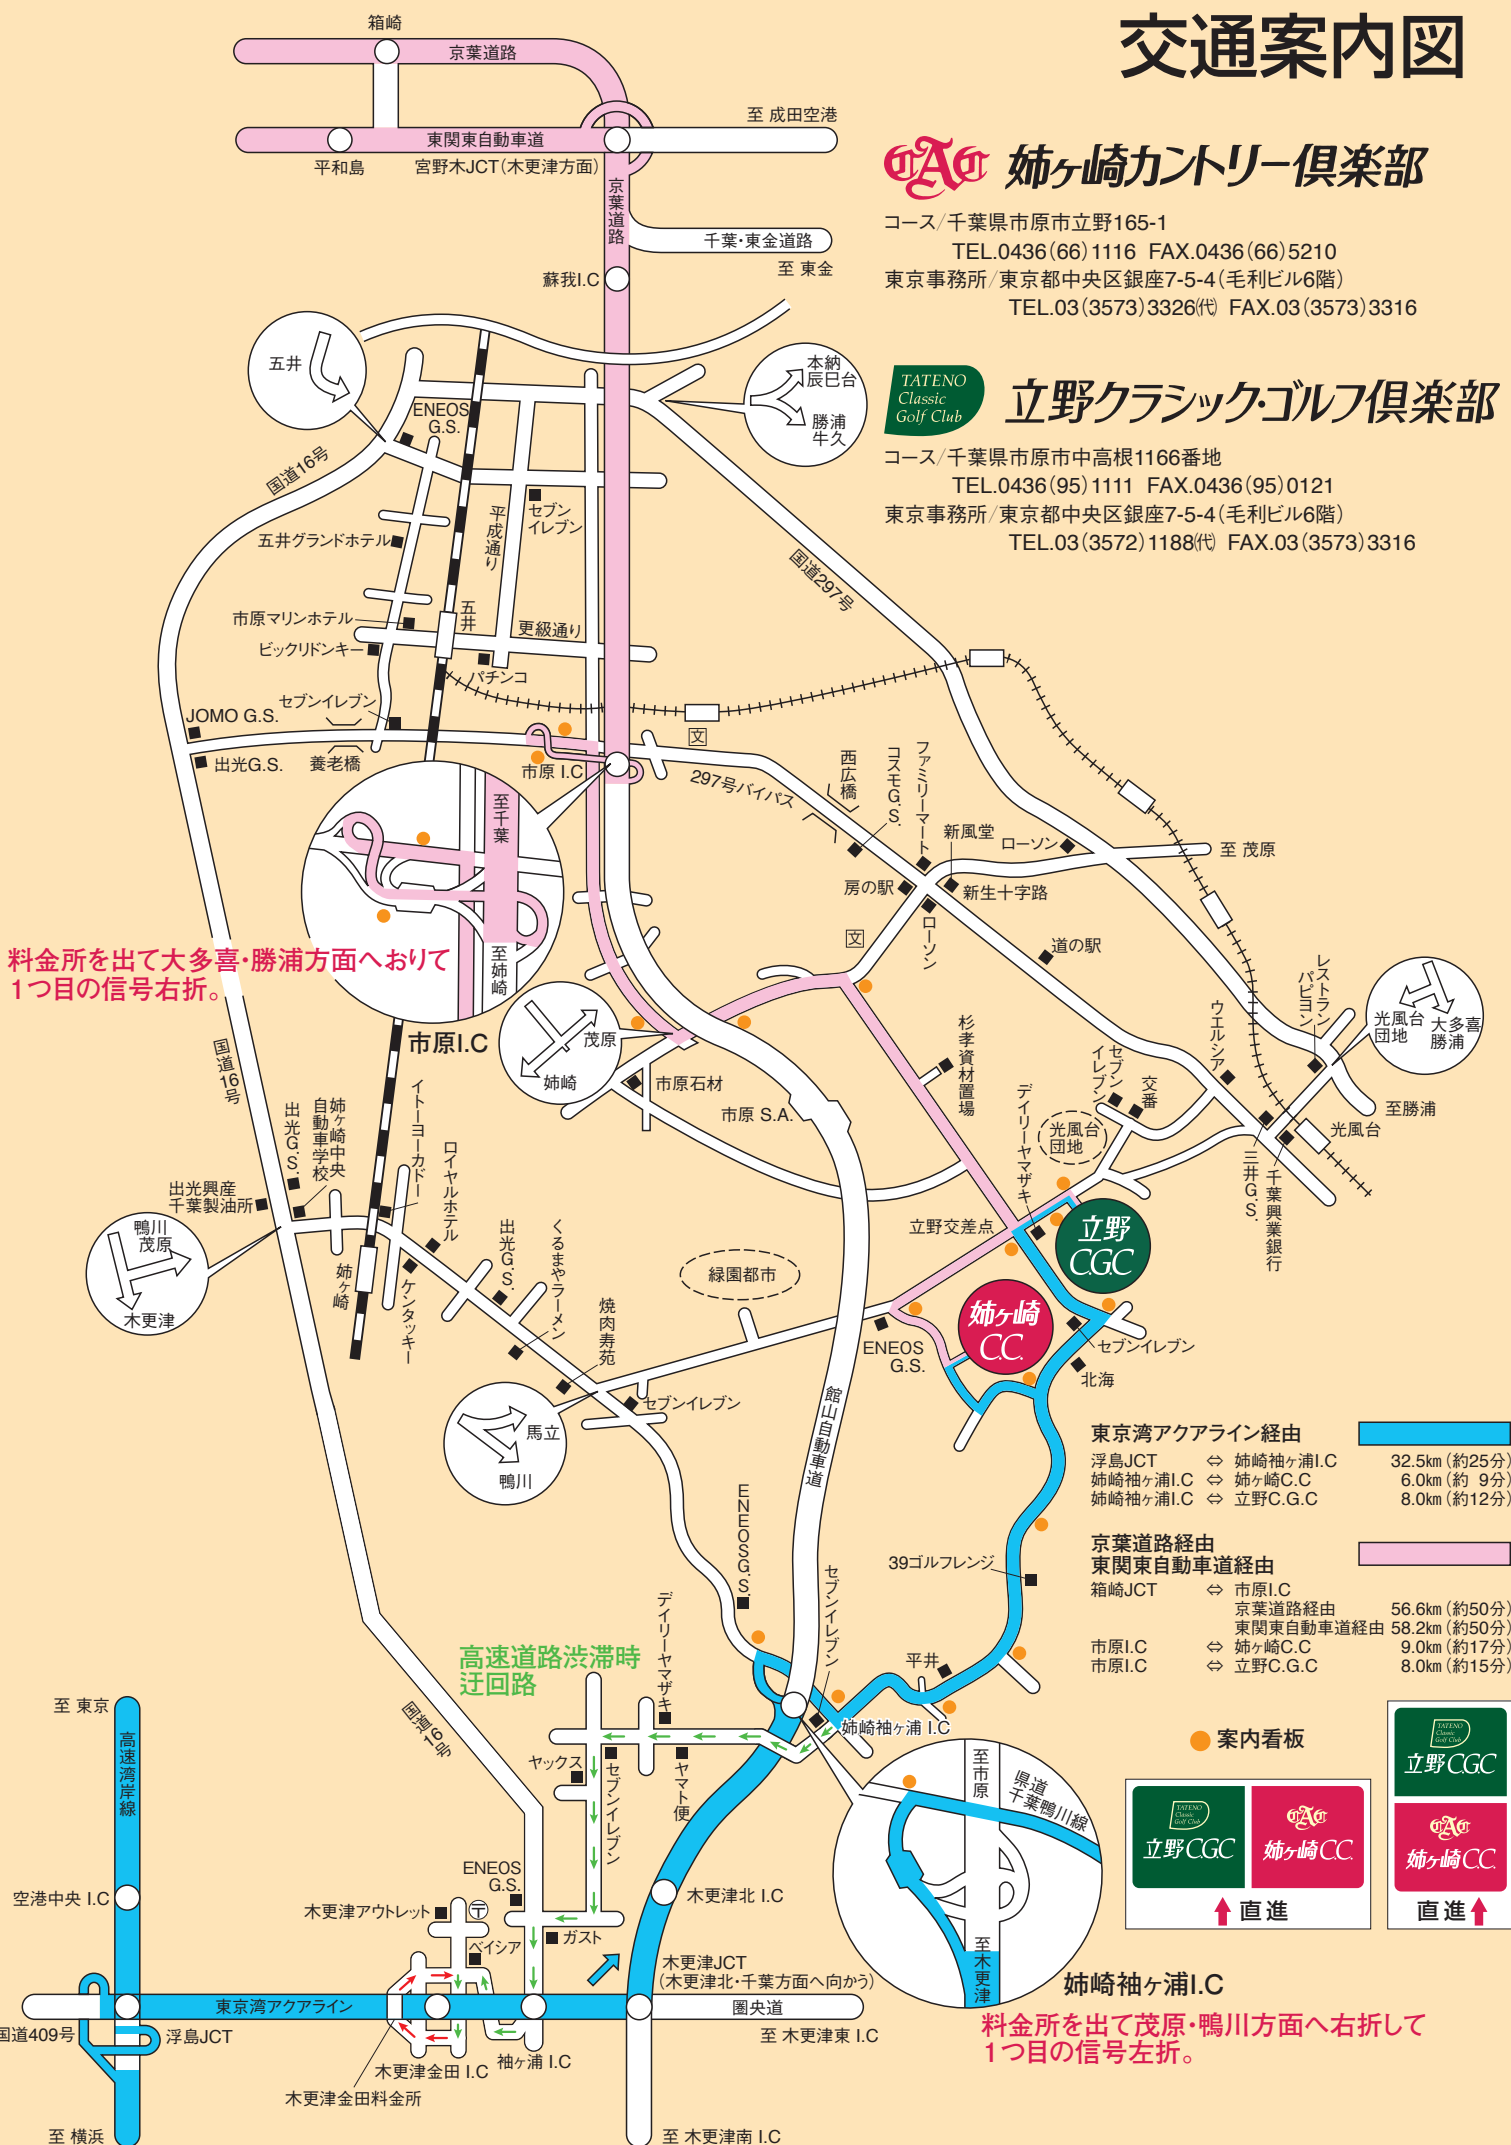 交通案内図
箱崎
京葉道路
至 成田空港
東関東自動車道
平和島
宮野木JCT(木更津方面)
京葉道路
千葉・東金道路
至 東金
蘇我I.C
CAC 姉ヶ崎カントリー倶楽部
コース/千葉県市原市立野165-1
TEL.0436(66)1116 FAX.0436(66)5210
東京事務所/東京都中央区銀座7-5-4(毛利ビル6階)
TEL.03(3573)3326㈹ FAX.03(3573)3316
TATENO
Classic
Golf Club
立野クラシック・ゴルフ倶楽部
コース/千葉県市原市中高根1166番地
TEL.0436(95)1111 FAX.0436(95)0121
東京事務所/東京都中央区銀座7-5-4(毛利ビル6階)
TEL.03(3572)1188㈹ FAX.03(3573)3316
五井
本納
辰巳台
勝浦
牛久
ENEOS
G.S.
国道16号
セブン
イレブン
平成通り
五井グランドホテル
国道297号
市原マリンホテル
五井
更級通り
ビックリドンキー
パチンコ
セブンイレブン
JOMO G.S.
出光G.S.
養老橋
市原 I.C
文
297号バイパス
西広橋
コスモG.S.
ファミリーマート
新風堂
ローソン
至 茂原
房の駅
新生十字路
ローソン
文
道の駅
至千葉
至姉崎
料金所を出て大多喜・勝浦方面へおりて
1つ目の信号右折。
市原I.C
茂原
姉崎
市原石材
市原 S.A.
杉孝資材置場
デイリーヤマザキ
セブン
イレブン
交番
ウエルシア
レストラン
パピヨン
光風台
団地
大多喜
勝浦
至勝浦
光風台
団地
光風台
三井G.S.
千葉興業銀行
国道16号
出光G.S.
姉ヶ崎中央
自動車学校
イトーヨーカドー
ロイヤルホテル
出光興産
千葉製油所
鴨川
茂原
木更津
姉ヶ崎
ケンタッキー
出光G.S.
くるまやラーメン
焼肉寿苑
緑園都市
立野交差点
立野
C.G.C
姉ヶ崎
C.C.
ENEOS
G.S.
セブンイレブン
北海
セブンイレブン
馬立
鴨川
館山自動車道
東京湾アクアライン経由
浮島JCT ⇔ 姉崎袖ヶ浦I.C 32.5km(約25分)
姉崎袖ヶ浦I.C ⇔ 姉ヶ崎C.C 6.0km(約 9分)
姉崎袖ヶ浦I.C ⇔ 立野C.G.C 8.0km(約12分)
京葉道路経由
東関東自動車道経由
箱崎JCT ⇔ 市原I.C
京葉道路経由 56.6km(約50分)
東関東自動車道経由 58.2km(約50分)
市原I.C ⇔ 姉ヶ崎C.C 9.0km(約17分)
市原I.C ⇔ 立野C.G.C 8.0km(約15分)
ENEOSG.S.
39ゴルフレンジ
セブンイレブン
デイリーヤマザキ
高速道路渋滞時
迂回路
平井
姉崎袖ヶ浦 I.C
国道16号
至 東京
高速湾岸線
ヤックス
セブンイレブン
ヤマト便
至市原
県道
千葉鴨川線
至木更津
案内看板
TATENO
Classic
Golf Club
立野CGC
CAC
姉ヶ崎C.C.
直進
TATENO
Classic
Golf Club
立野CGC
CAC
姉ヶ崎C.C.
直進
空港中央 I.C
ENEOS
G.S.
木更津アウトレット
〒
ベイシア
ガスト
木更津北 I.C
木更津JCT
(木更津北・千葉方面へ向かう)
東京湾アクアライン
圏央道
至 木更津東 I.C
国道409号
浮島JCT
木更津金田 I.C
袖ヶ浦 I.C
木更津金田料金所
姉崎袖ヶ浦I.C
料金所を出て茂原・鴨川方面へ右折して
1つ目の信号左折。
至 横浜
至 木更津南 I.C